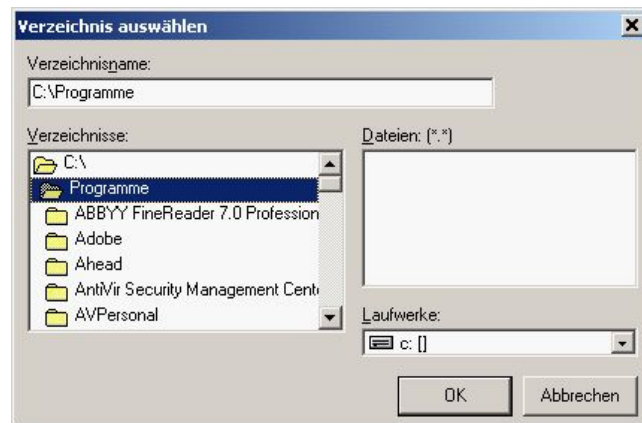 Verzeichnis auswählen
Verzeichnisname:
C:\Programme
Verzeichnisse:
C:\
Programme
ABBYY FineReader 7.0 Profession
Adobe
Ahead
AntiVir Security Management Cent
AVPersonal
Dateien: (*.*)
Laufwerke:
c: []
OK
Abbrechen